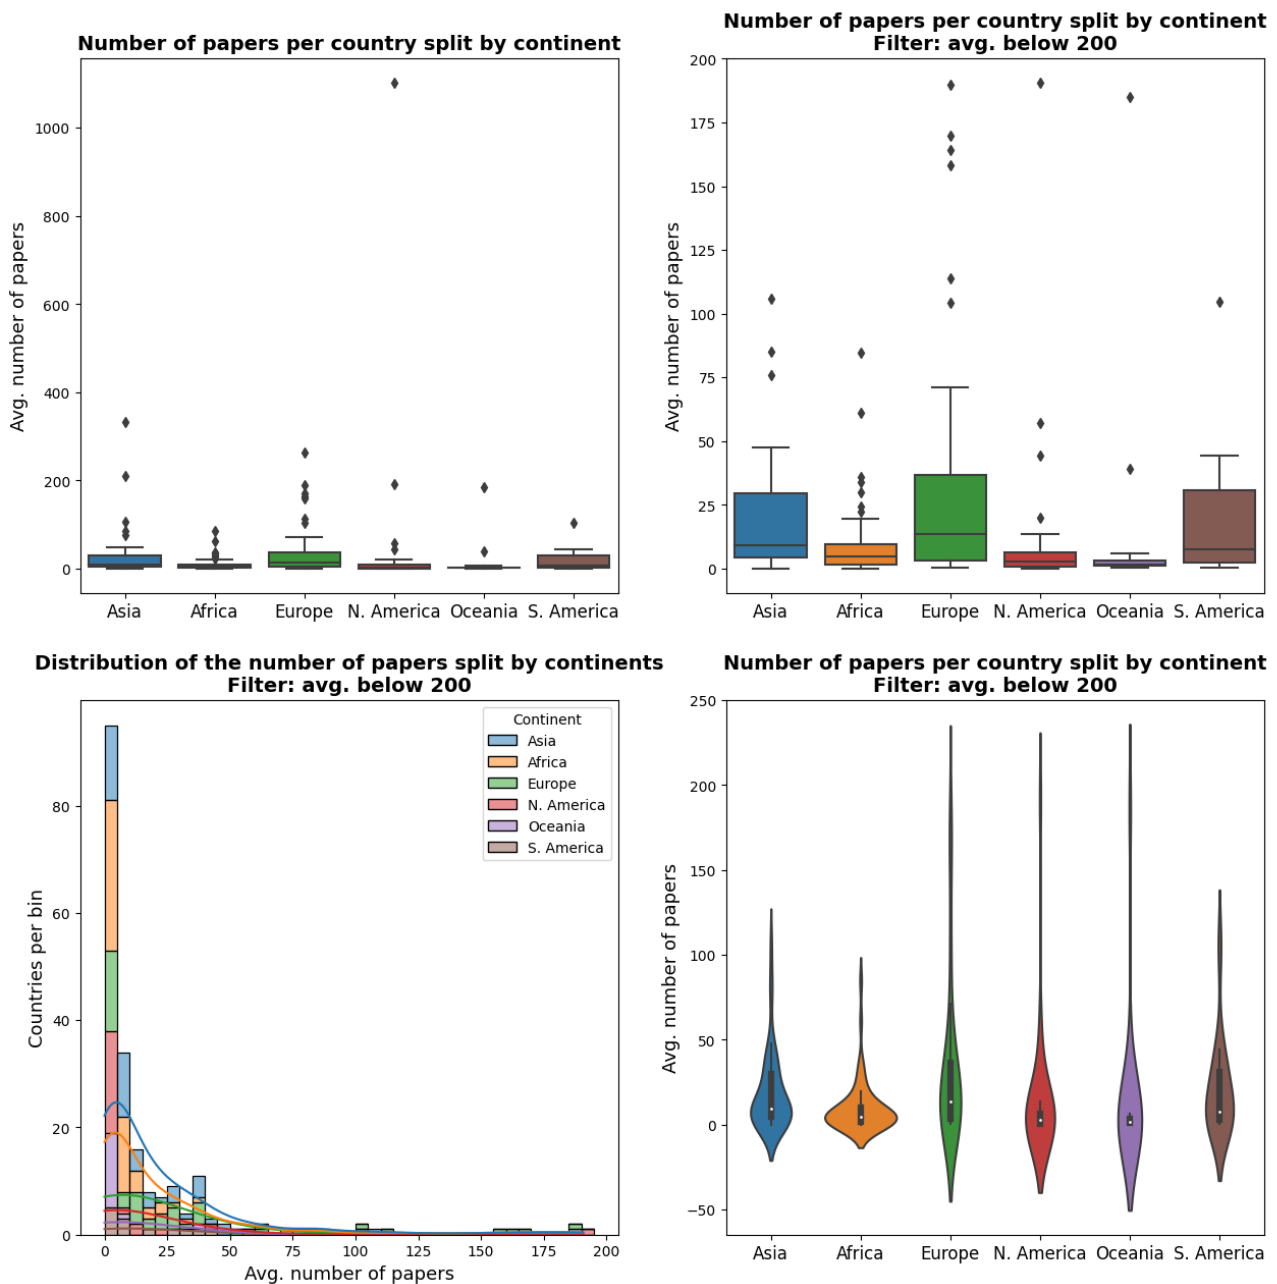 Number of papers per country split by continent
Avg. number of papers
1000
800
600
400
200
0
Asia
Africa
Europe
N. America
Oceania
S. America
Number of papers per country split by continent
Filter: avg. below 200
Avg. number of papers
200
175
150
125
100
75
50
25
0
Asia
Africa
Europe
N. America
Oceania
S. America
Distribution of the number of papers split by continents
Filter: avg. below 200
Countries per bin
80
60
40
20
0
Continent
Asia
Africa
Europe
N. America
Oceania
S. America
0
25
50
75
100
125
150
175
200
Avg. number of papers
Number of papers per country split by continent
Filter: avg. below 200
Avg. number of papers
250
200
150
100
50
0
−50
Asia
Africa
Europe
N. America
Oceania
S. America